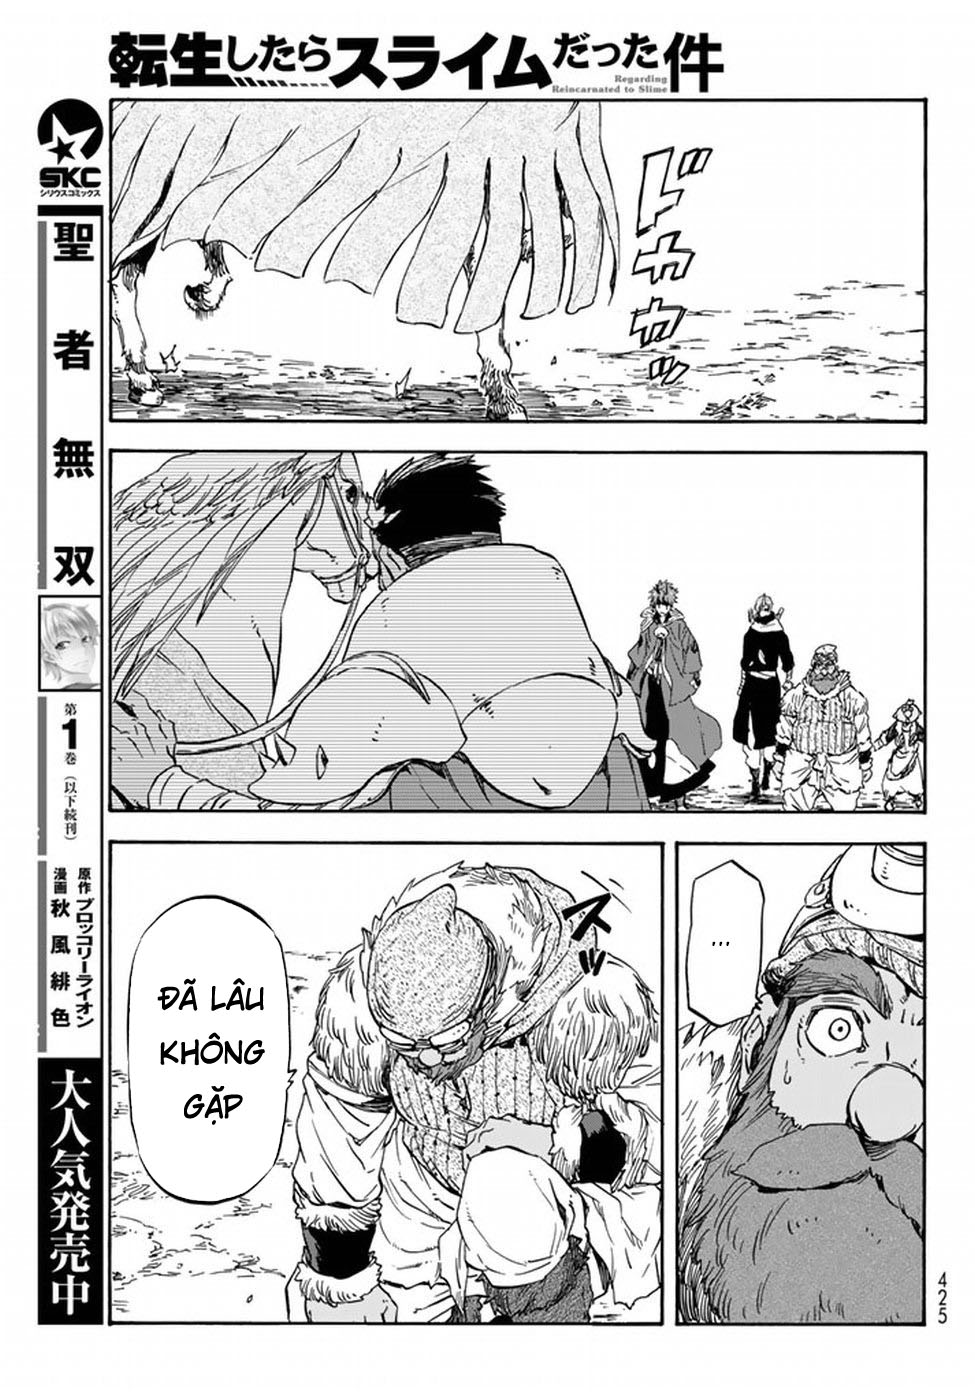 転生したらスライムだった件
Regarding
Reincarnated to Slime
SKC
シリウスコミックス
聖者無双
第1巻(以下続刊)
原作 ブロッコリーライオン
漫画 秋風緋色
大人気発売中
ドカカカッ
...
スッ
ĐÃ LÂU
KHÔNG
GẶP
425